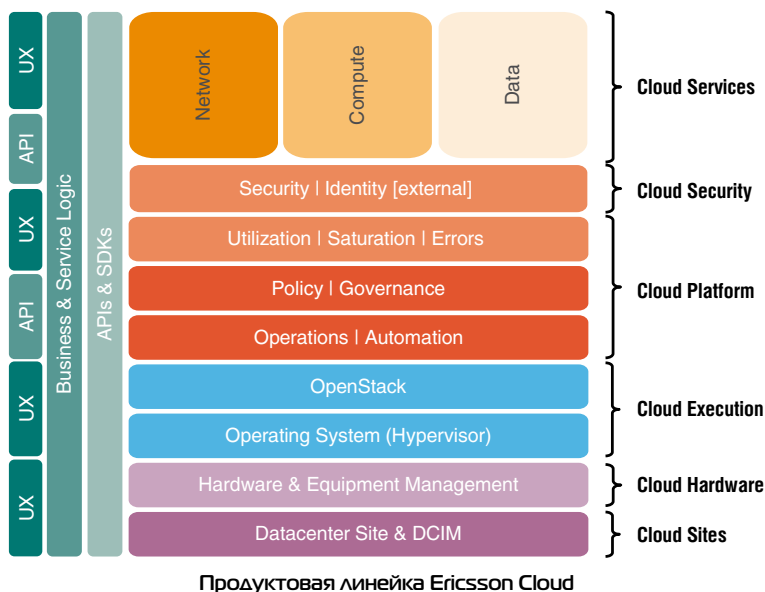 UX
API
UX
API
UX
UX
Business & Service Logic
APIs & SDKs
Network
Compute
Data
Cloud Services
Security | Identity [external]
Cloud Security
Utilization | Saturation | Errors
Policy | Governance
Operations | Automation
Cloud Platform
OpenStack
Operating System (Hypervisor)
Cloud Execution
Hardware & Equipment Management
Cloud Hardware
Datacenter Site & DCIM
Cloud Sites
Продуктовая линейка Ericsson Cloud